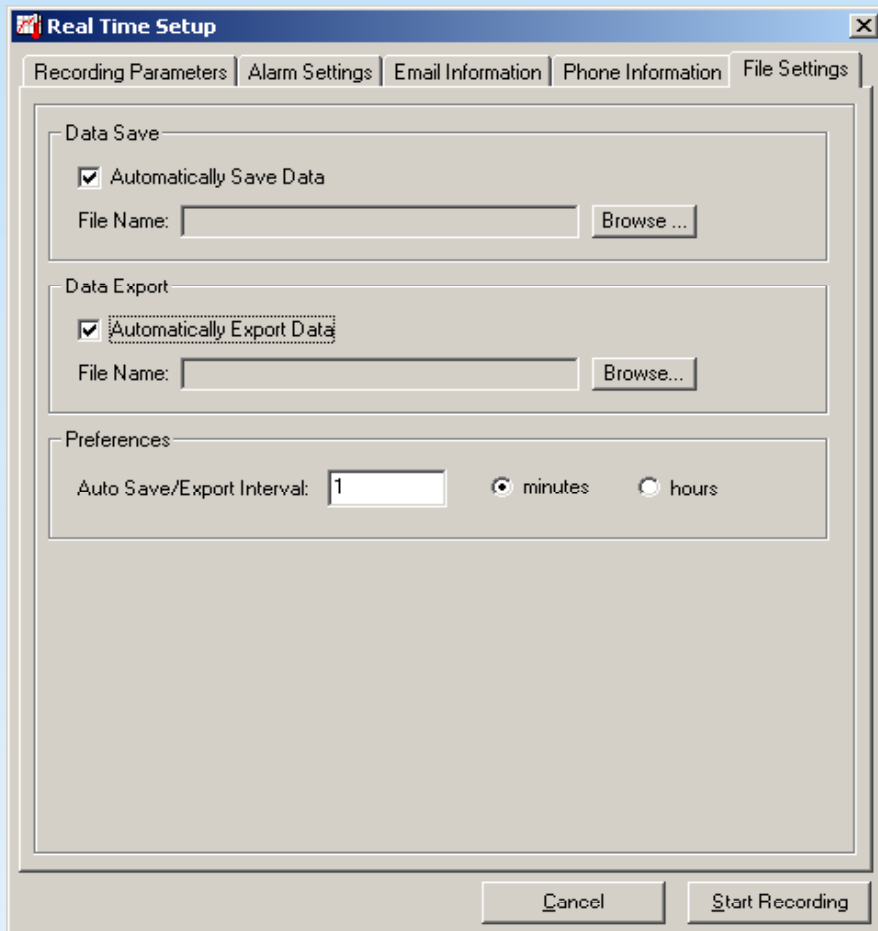 Real Time Setup
Recording Parameters Alarm Settings Email Information Phone Information File Settings
Data Save
Automatically Save Data
File Name: Browse ...
Data Export
Automatically Export Data
File Name: Browse...
Preferences
Auto Save/Export Interval: 1 minutes hours
Cancel Start Recording